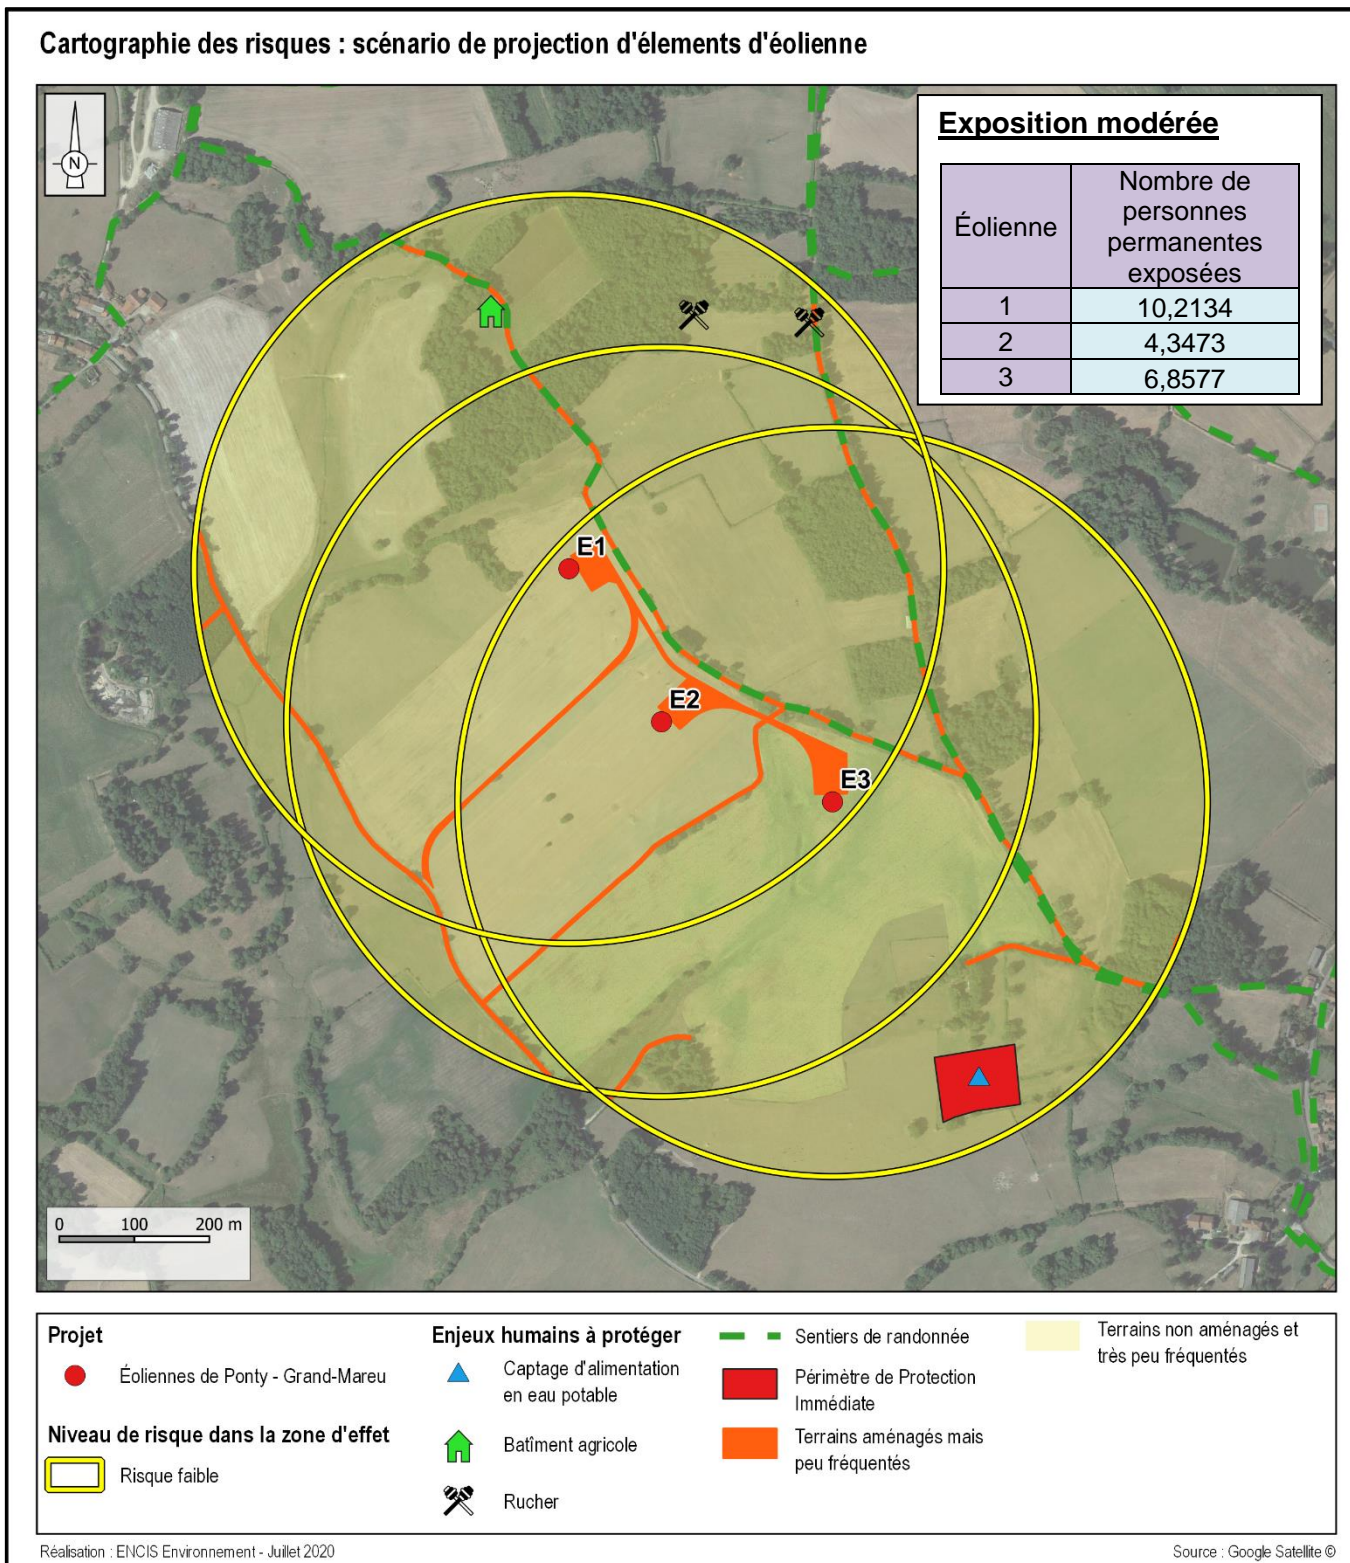 Cartographie des risques : scénario de projection d'élements d'éolienne
N
Exposition modérée
Éolienne
Nombre de
personnes
permanentes
exposées
1
10,2134
2
4,3473
3
6,8577
E1
E2
E3
0 100 200 m
Projet
Éoliennes de Ponty - Grand-Mareu
Niveau de risque dans la zone d'effet
Risque faible
Enjeux humains à protéger
Captage d'alimentation
en eau potable
Batîment agricole
Rucher
Sentiers de randonnée
Périmètre de Protection
Immédiate
Terrains aménagés mais
peu fréquentés
Terrains non aménagés et
très peu fréquentés
Réalisation : ENCIS Environnement - Juillet 2020
Source : Google Satellite ©